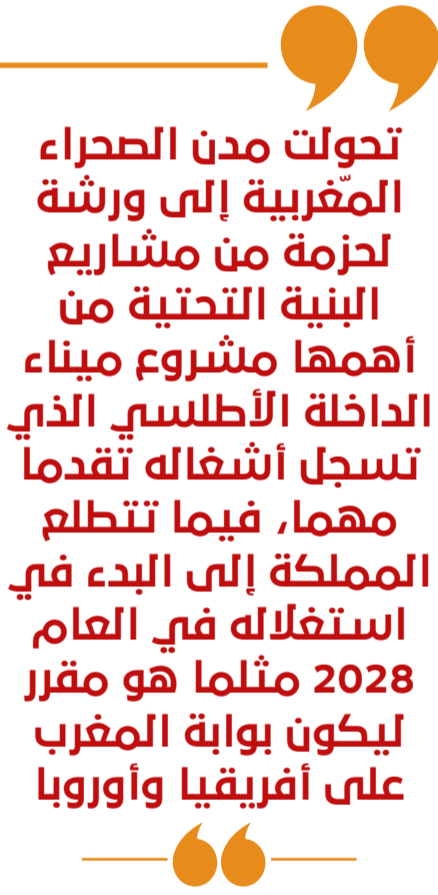 تحولت مدن الصحراء
المّغربية إلى ورشة
لحزمة من مشاريع
البنية التحتية من
أهمها مشروع ميناء
الداخلة الأطلسي الذي
تسجل أشغاله تقدما
مهما، فيما تتطلع
المملكة إلى البدء في
استغلاله في العام
2028 مثلما هو مقرر
ليكون بوابة المغرب
على أفريقيا وأوروبا